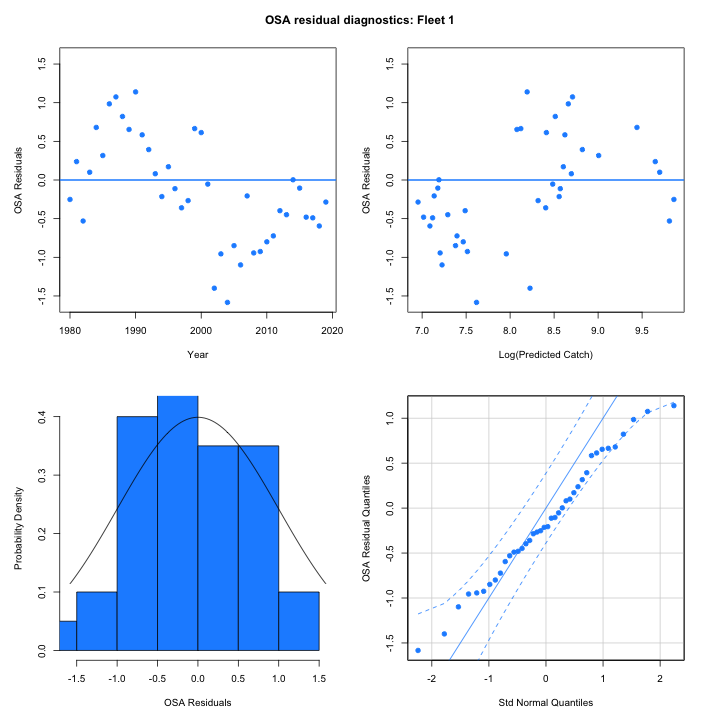 OSA residual diagnostics: Fleet 1
OSA Residuals
1.5
1.0
0.5
0.0
-0.5
-1.0
-1.5
1980 1990 2000 2010 2020
Year
OSA Residuals
1.5
1.0
0.5
0.0
-0.5
-1.0
-1.5
7.0 7.5 8.0 8.5 9.0 9.5
Log(Predicted Catch)
Probability Density
0.4
0.3
0.2
0.1
0.0
-1.5 -1.0 -0.5 0.0 0.5 1.0 1.5
OSA Residuals
OSA Residual Quantiles
1.0
0.5
0.0
-0.5
-1.0
-1.5
-2 -1 0 1 2
Std Normal Quantiles